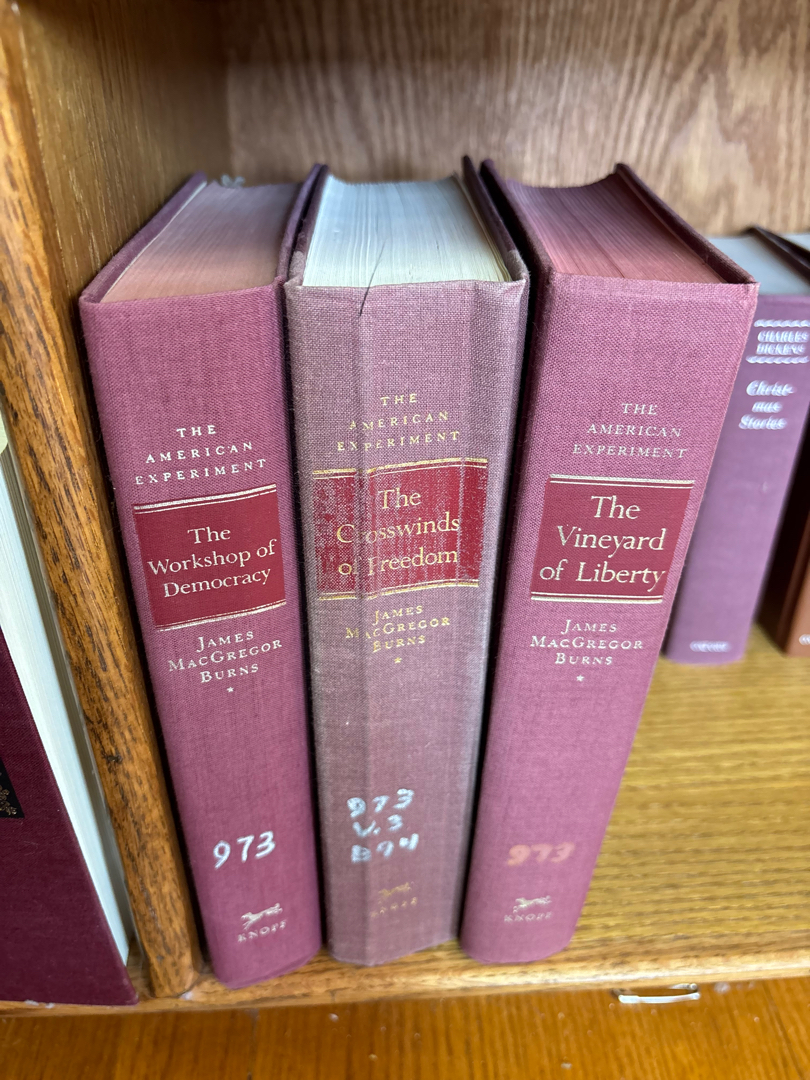 THE
AMERICAN
EXPERIMENT
The
Workshop of
Democracy
JAMES
MACGREGOR
BURNS
973
KNOPF
THE
AMERICAN
EXPERIMENT
The
Crosswinds
of Freedom
JAMES
MACGREGOR
BURNS
973
V.3
B94
THE
AMERICAN
EXPERIMENT
The
Vineyard
of Liberty
JAMES
MACGREGOR
BURNS
973
KNOPF
CHARLES
DICKENS
Christ-
mas
Stories